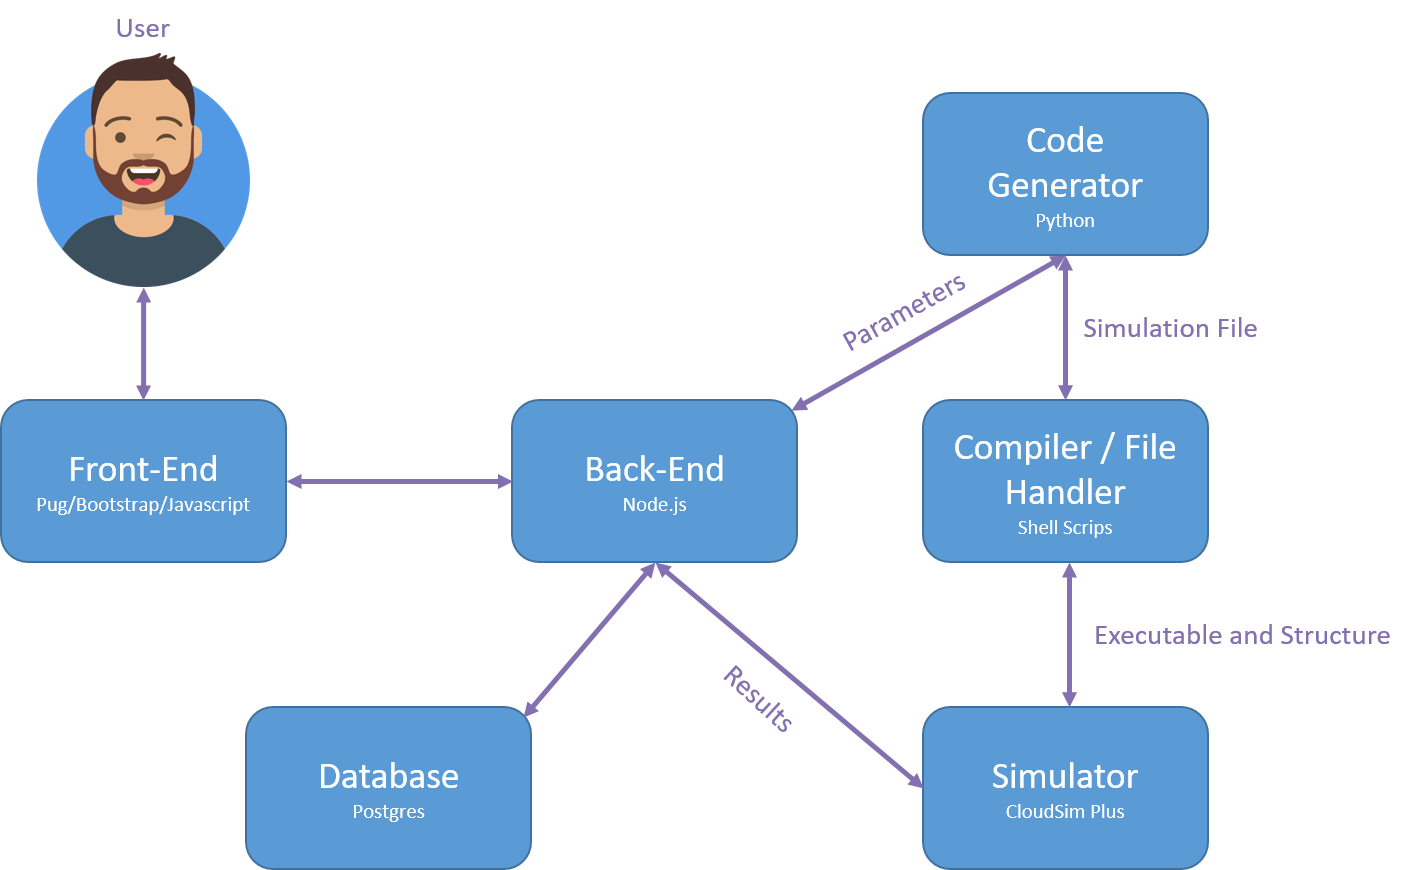 User
Code
Generator
Python
Parameters
Simulation File
Front-End
Pug/Bootstrap/Javascript
Back-End
Node.js
Compiler / File
Handler
Shell Scrips
Executable and Structure
Results
Database
Postgres
Simulator
CloudSim Plus